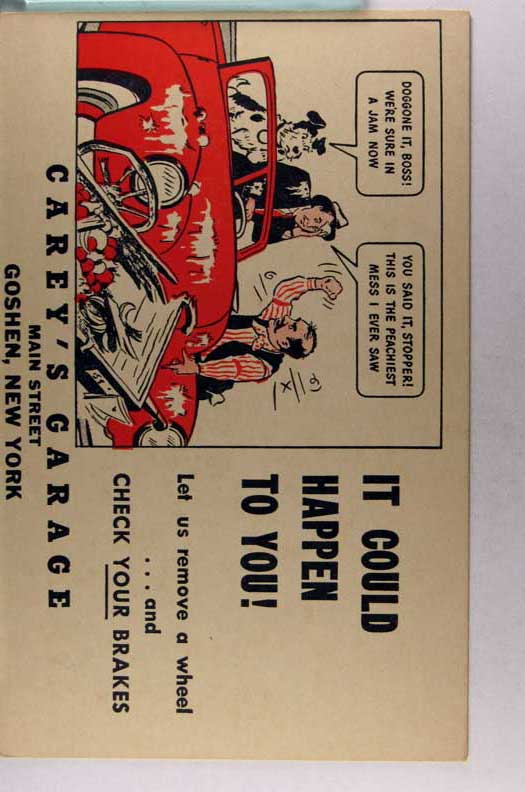 DOGGONE IT, BOSS!
WE'RE SURE IN
A JAM NOW
YOU SAID IT, STOPPER!
THIS IS THE PEACHIEST
MESS I EVER SAW
IT COULD
HAPPEN
TO YOU!
Let us remove a wheel
...and
CHECK YOUR BRAKES
CAREY'S GARAGE
MAIN STREET
GOSHEN, NEW YORK